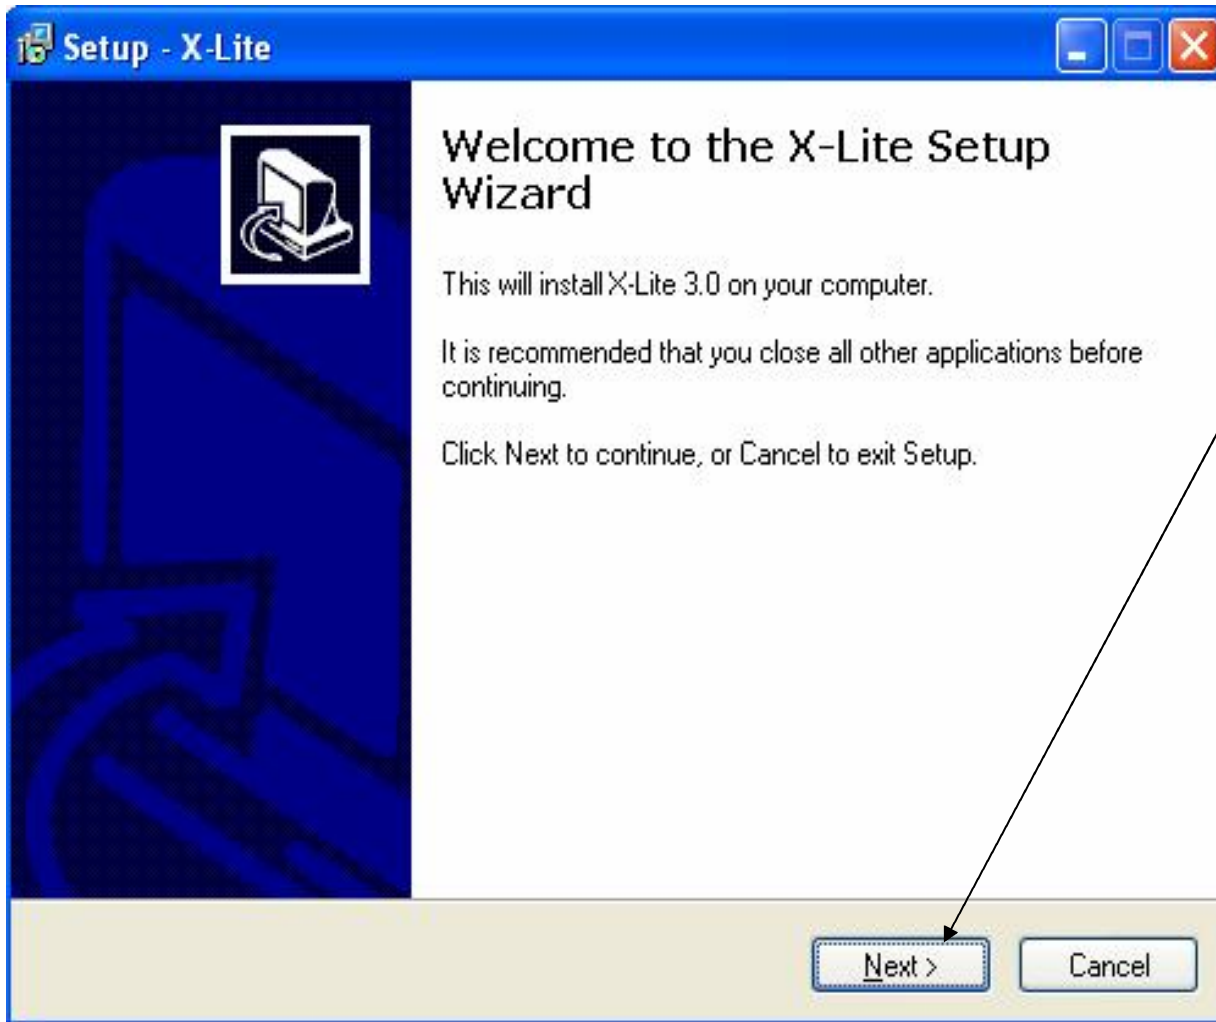 Setup - X-Lite
Welcome to the X-Lite Setup
Wizard
This will install X-Lite 3.0 on your computer.
It is recommended that you close all other applications before
continuing.
Click Next to continue, or Cancel to exit Setup.
Next >
Cancel